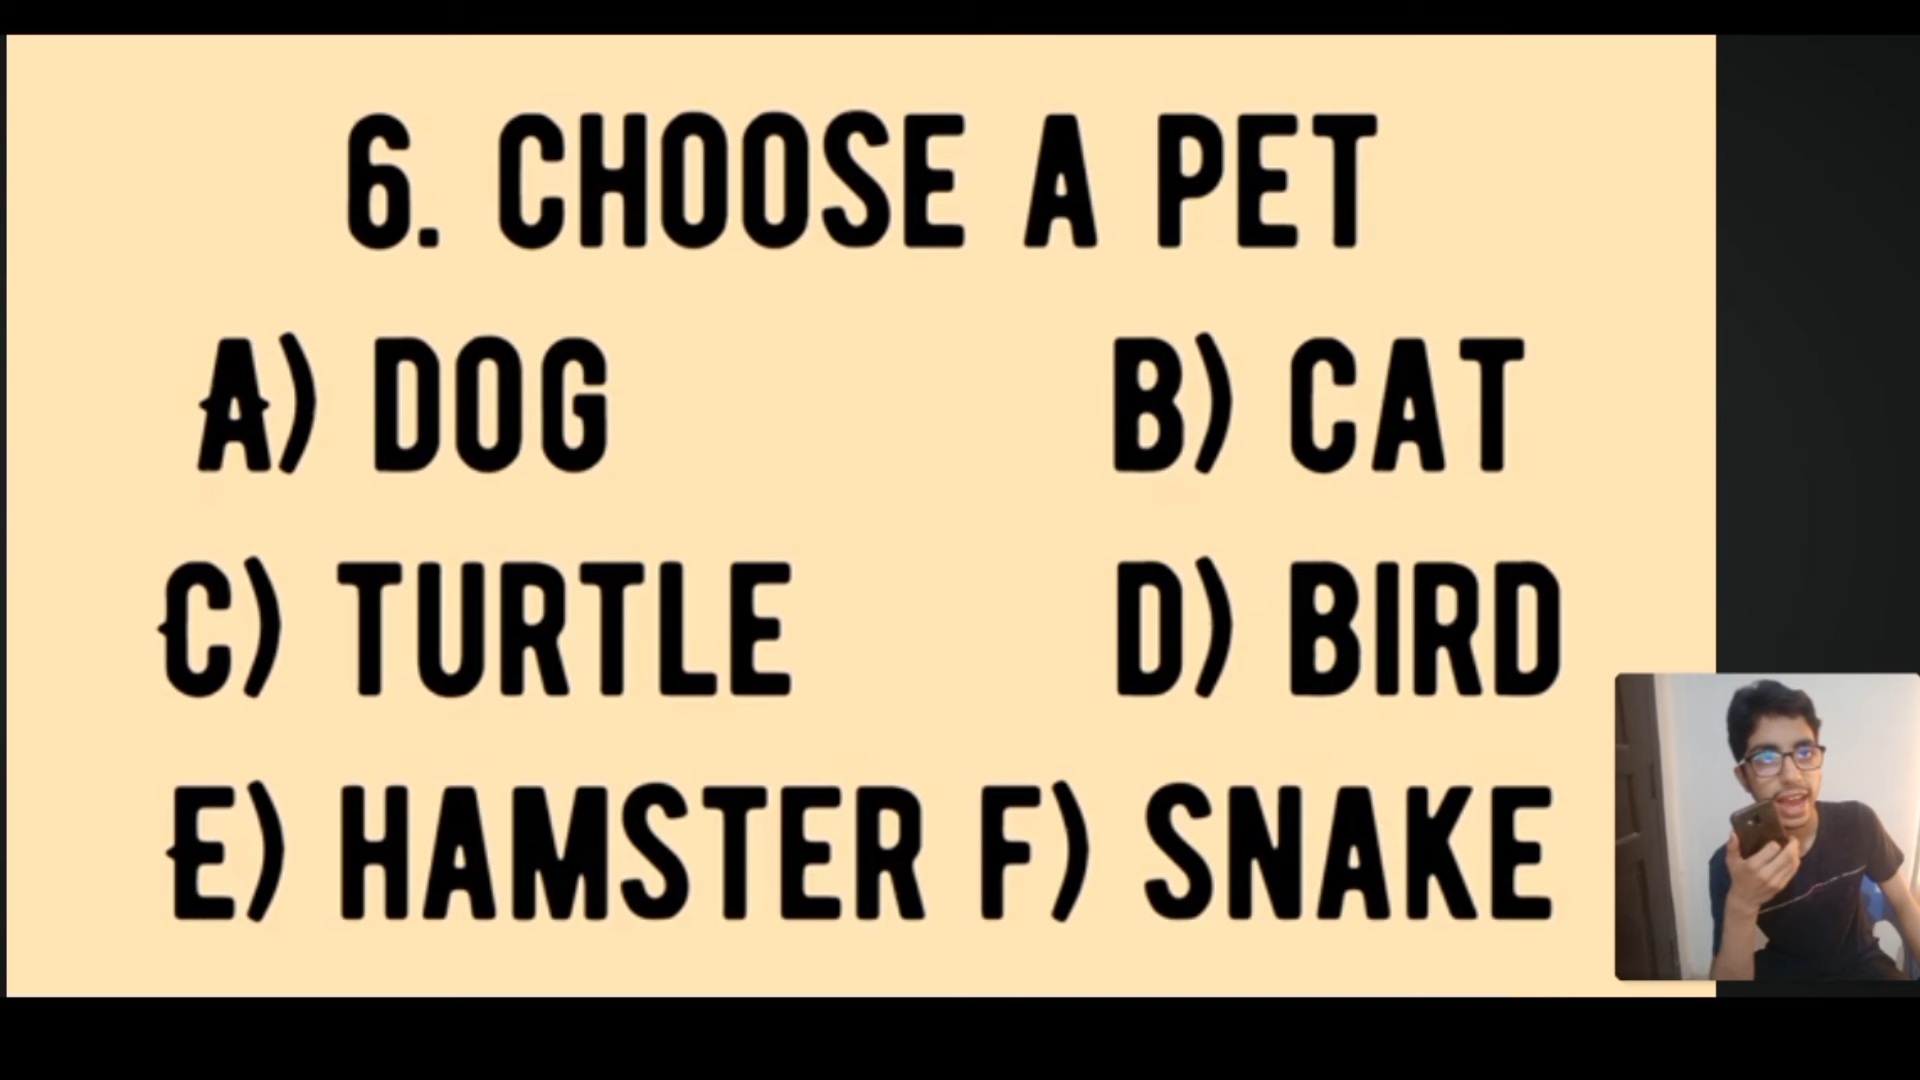 6. CHOOSE A PET
A) DOG B) CAT
C) TURTLE D) BIRD
E) HAMSTER F) SNAKE